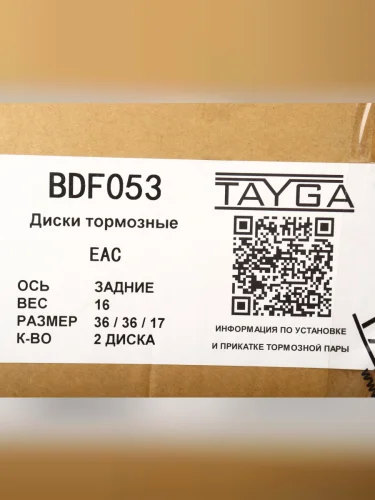 BDF053
Диски тормозные
EAC
ОСЬ ЗАДНИЕ
ВЕС 16
РАЗМЕР 36 / 36 / 17
К-ВО 2 ДИСКА
TAYGA
ИНФОРМАЦИЯ ПО УСТАНОВКЕ
И ПРИКАТКЕ ТОРМОЗНОЙ ПАРЫ